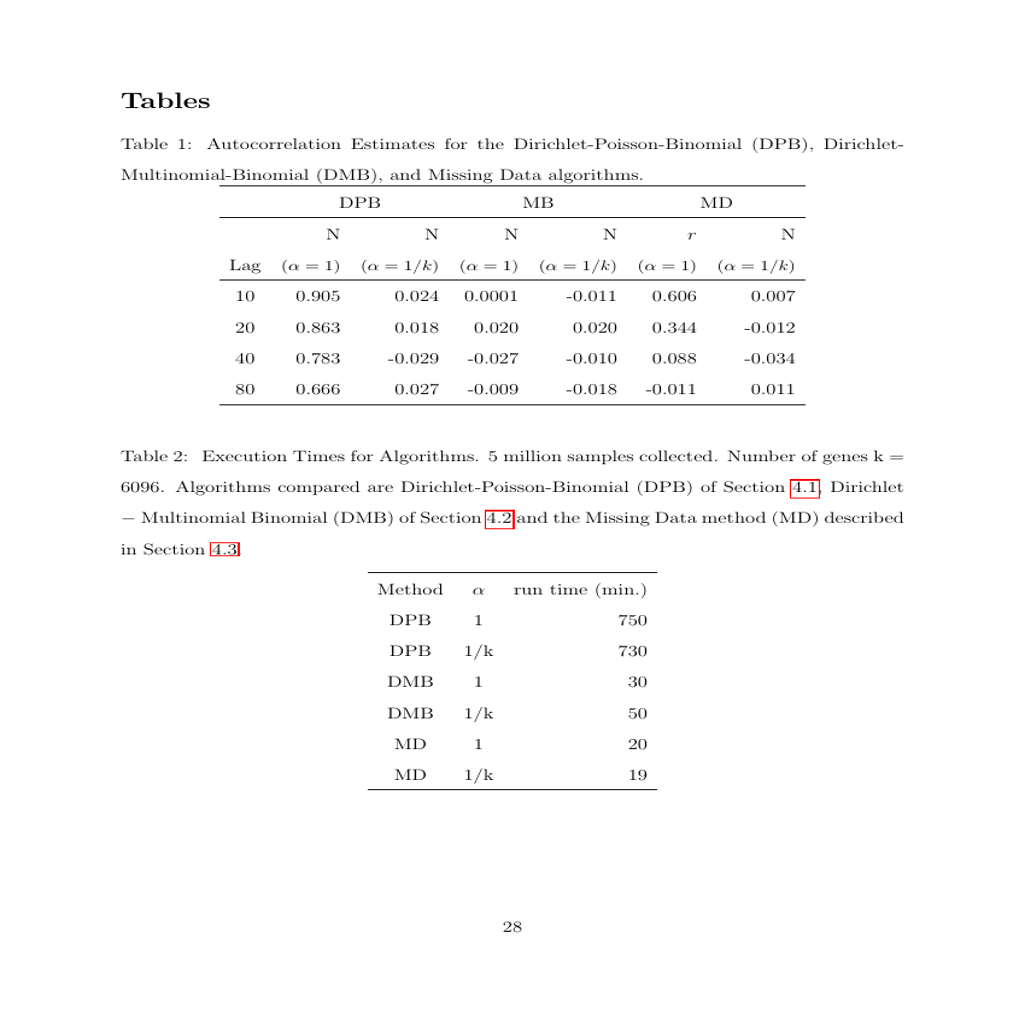 Tables
Table 1: Autocorrelation Estimates for the Dirichlet-Poisson-Binomial (DPB), Dirichlet-
Multinomial-Binomial (DMB), and Missing Data algorithms.
DPB MB MD
N N N N r N
Lag (α = 1) (α = 1/k) (α = 1) (α = 1/k) (α = 1) (α = 1/k)
10 0.905 0.024 0.0001 -0.011 0.606 0.007
20 0.863 0.018 0.020 0.020 0.344 -0.012
40 0.783 -0.029 -0.027 -0.010 0.088 -0.034
80 0.666 0.027 -0.009 -0.018 -0.011 0.011
Table 2: Execution Times for Algorithms. 5 million samples collected. Number of genes k =
6096. Algorithms compared are Dirichlet-Poisson-Binomial (DPB) of Section 4.1, Dirichlet
− Multinomial Binomial (DMB) of Section 4.2 and the Missing Data method (MD) described
in Section 4.3.
Method α run time (min.)
DPB 1 750
DPB 1/k 730
DMB 1 30
DMB 1/k 50
MD 1 20
MD 1/k 19
28